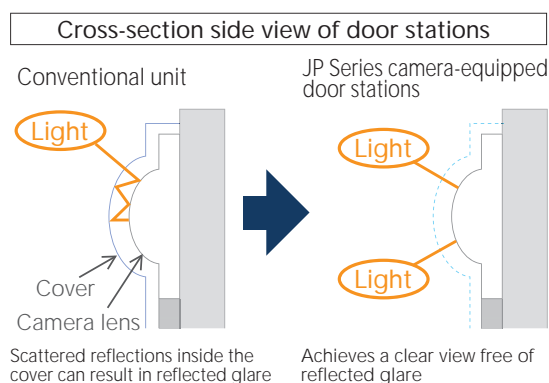 Cross-section side view of door stations
Conventional unit
Light
Cover
Camera lens
Scattered reflections inside the
cover can result in reflected glare
JP Series camera-equipped
door stations
Light
Light
Achieves a clear view free of
reflected glare